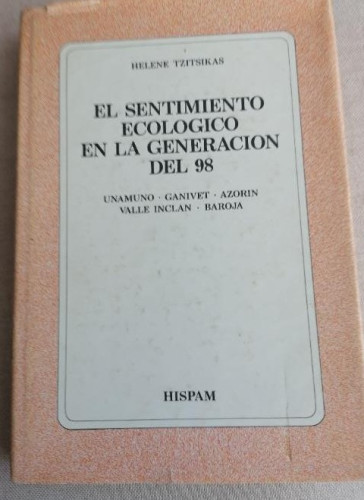 HELENE TZITSIKAS
EL SENTIMIENTO
ECOLOGICO
EN LA GENERACION
DEL 98
UNAMUNO · GANIVET · AZORIN
VALLE INCLAN · BAROJA
HISPAM